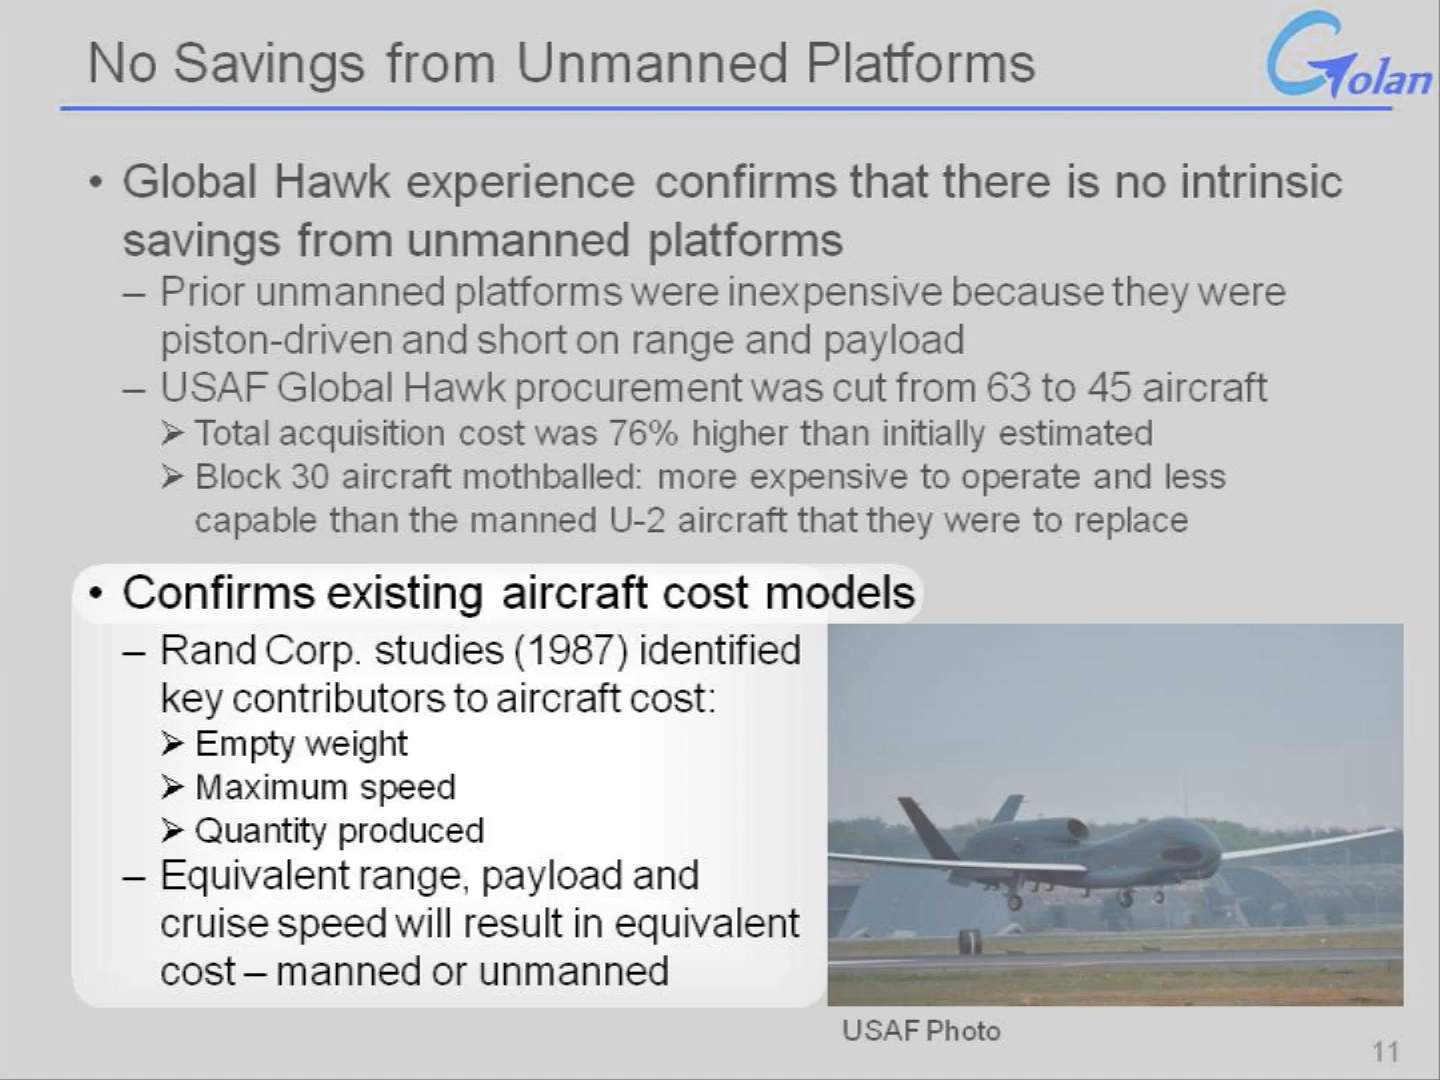 No Savings from Unmanned Platforms
Golan
• Global Hawk experience confirms that there is no intrinsic
savings from unmanned platforms
– Prior unmanned platforms were inexpensive because they were
piston-driven and short on range and payload
– USAF Global Hawk procurement was cut from 63 to 45 aircraft
➢ Total acquisition cost was 76% higher than initially estimated
➢ Block 30 aircraft mothballed: more expensive to operate and less
capable than the manned U-2 aircraft that they were to replace
• Confirms existing aircraft cost models
– Rand Corp. studies (1987) identified
key contributors to aircraft cost:
➢ Empty weight
➢ Maximum speed
➢ Quantity produced
– Equivalent range, payload and
cruise speed will result in equivalent
cost – manned or unmanned
USAF Photo
11